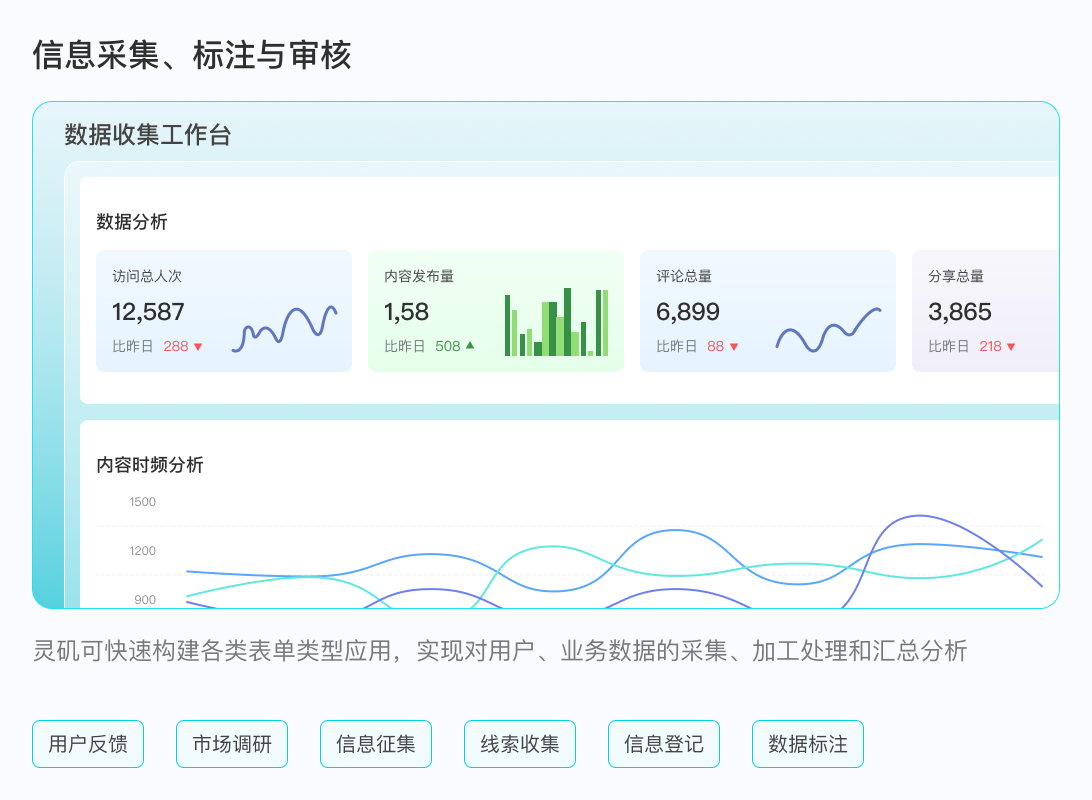 信息采集、标注与审核
数据收集工作台
数据分析
访问总人次
12,587
比昨日 288
内容发布量
1,58
比昨日 508
评论总量
6,899
比昨日 88
分享总量
3,865
比昨日 218
内容时频分析
1500
1200
900
灵矶可快速构建各类表单类型应用，实现对用户、业务数据的采集、加工处理和汇总分析
用户反馈 市场调研 信息征集 线索收集 信息登记 数据标注